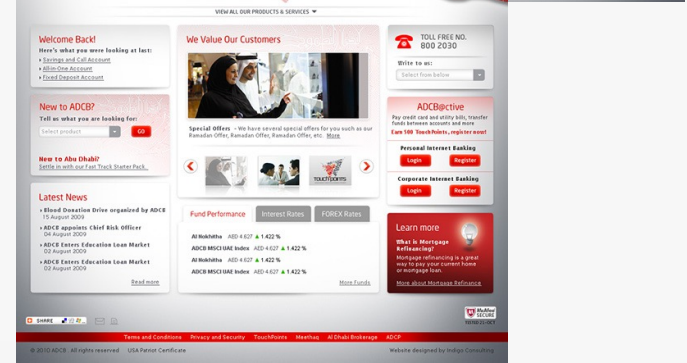 VIEW ALL OUR PRODUCTS & SERVICES
Welcome Back!
Here's what you were looking at last:
Savings and Call Account
All-in-One Account
Fixed Deposit Account
New to ADCB?
Tell us what you are looking for:
Select product
GO
New to Abu Dhabi?
Settle in with our Fast Track Starter Pack.
Latest News
Blood Donation Drive organized by ADCB
15 August 2009
ADCB appoints Chief Risk Officer
04 August 2009
ADCB Enters Education Loan Market
02 August 2009
ADCB Enters Education Loan Market
02 August 2009
Read more
We Value Our Customers
Special Offers - We have several special offers for you such as our
Ramadan Offer, Ramadan Offer, Ramadan Offer, etc. More
TOUCHPOINTS
Fund Performance
Interest Rates
FOREX Rates
Al Nokhitha AED 4.627 1.422 %
ADCB MSCI UAE Index AED 4.627 1.422 %
Al Nokhitha AED 4.627 1.422 %
ADCB MSCI UAE Index AED 4.627 1.422 %
More Funds
TOLL FREE NO.
800 2030
Write to us:
Select from below
ADCB@ctive
Pay credit card and utility bills, transfer
funds between accounts and more
Earn 500 TouchPoints, register now!
Personal Internet Banking
Login
Register
Corporate Internet Banking
Login
Register
Learn more
What is Mortgage
Refinancing?
Mortgage refinancing is a great
way to pay your current home
or mortgage loan.
More about Mortgage Refinance
SHARE
McAfee
SECURE
Terms and Conditions Privacy and Security TouchPoints Meethaq Al Dhabi Brokerage ADCP
© 2010 ADCB All rights reserved USA Patriot Certificate
Website designed by Indigo Consulting